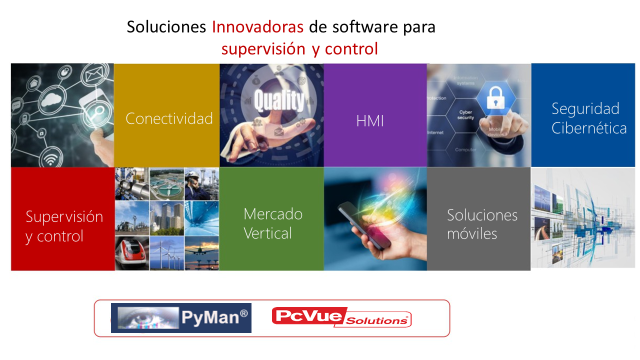 Soluciones Innovadoras de software para
supervisión y control
Conectividad
Quality
HMI
Cyber
security
Internet
Seguridad
Cibernética
Supervisión
y control
Mercado
Vertical
Soluciones
móviles
PyMan®
PcVue Solutions®